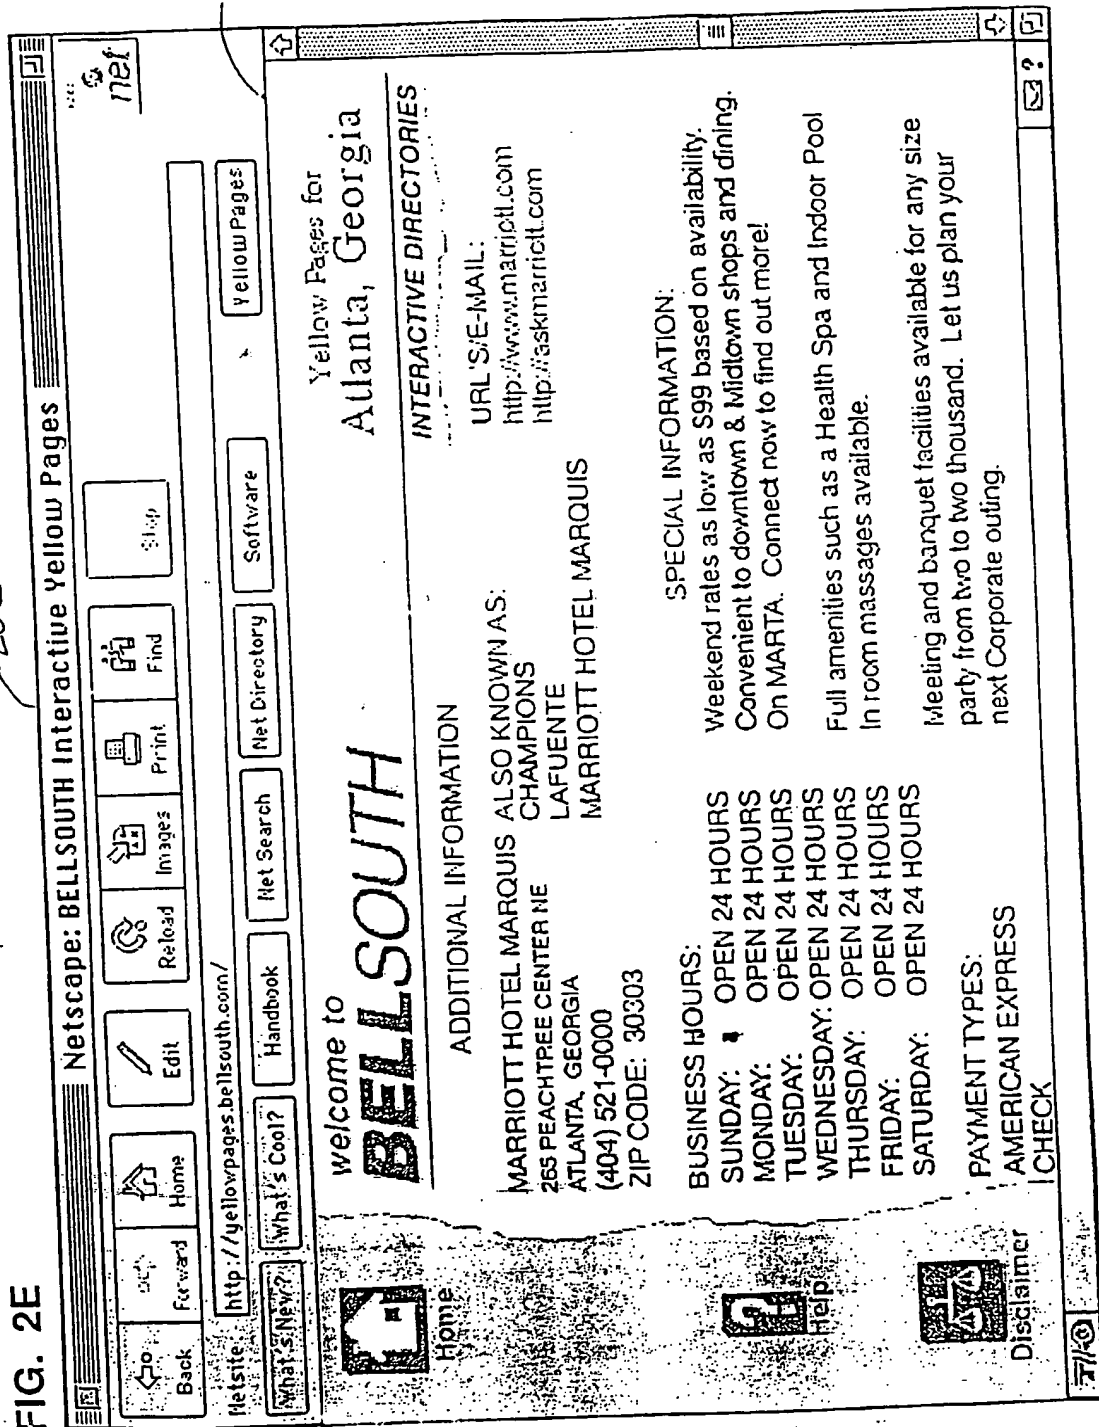 FIG. 2E
Netscape: BELLSOUTH Interactive Yellow Pages
Back
Forward
Home
Edit
Reload
Images
Print
Find
Stop
net
Netsite:
http://yellowpages.bellsouth.com/
What's New?
What's Cool?
Handbook
Net Search
Net Directory
Software
Yellow Pages
welcome to
BELLSOUTH
Yellow Pages for
Atlanta, Georgia
INTERACTIVE DIRECTORIES
Home
Help
Disclaimer
ADDITIONAL INFORMATION
MARRIOTT HOTEL MARQUIS
265 PEACHTREE CENTER NE
ATLANTA, GEORGIA
(404) 521-0000
ZIP CODE: 30303
ALSO KNOWN AS:
CHAMPIONS
LAFUENTE
MARRIOTT HOTEL MARQUIS
URL'S/E-MAIL:
http://www.marriott.com
http://askmarriott.com
BUSINESS HOURS:
SUNDAY: OPEN 24 HOURS
MONDAY: OPEN 24 HOURS
TUESDAY: OPEN 24 HOURS
WEDNESDAY: OPEN 24 HOURS
THURSDAY: OPEN 24 HOURS
FRIDAY: OPEN 24 HOURS
SATURDAY: OPEN 24 HOURS
SPECIAL INFORMATION:
Weekend rates as low as $99 based on availability.
Convenient to downtown & Midtown shops and dining.
On MARTA. Connect now to find out more!
Full amenities such as a Health Spa and Indoor Pool
In room massages available.
Meeting and banquet facilities available for any size
party from two to two thousand. Let us plan your
next Corporate outing.
PAYMENT TYPES:
AMERICAN EXPRESS
CHECK
?